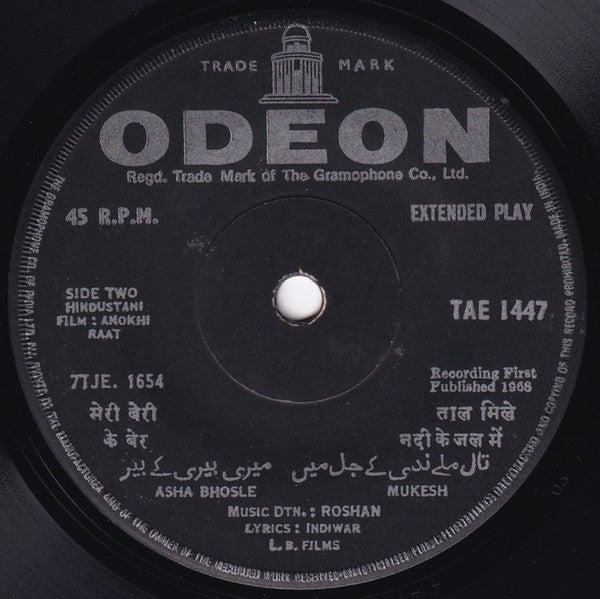 TRADE MARK
ODEON
Regd. Trade Mark of The Gramophone Co., Ltd.
45 R.P.M.
EXTENDED PLAY
SIDE TWO
HINDUSTANI
FILM : ANOKHI
RAAT
TAE 1447
7TJE. 1654
Recording First
Published 1968
मेरी बेरी
के बेर
ताल मिले
नदी के जल में
تال ملے ندی کے جل میں
میری بیری کے بیر
ASHA BHOSLE
MUKESH
MUSIC DTN. : ROSHAN
LYRICS : INDIWAR
L.B. FILMS